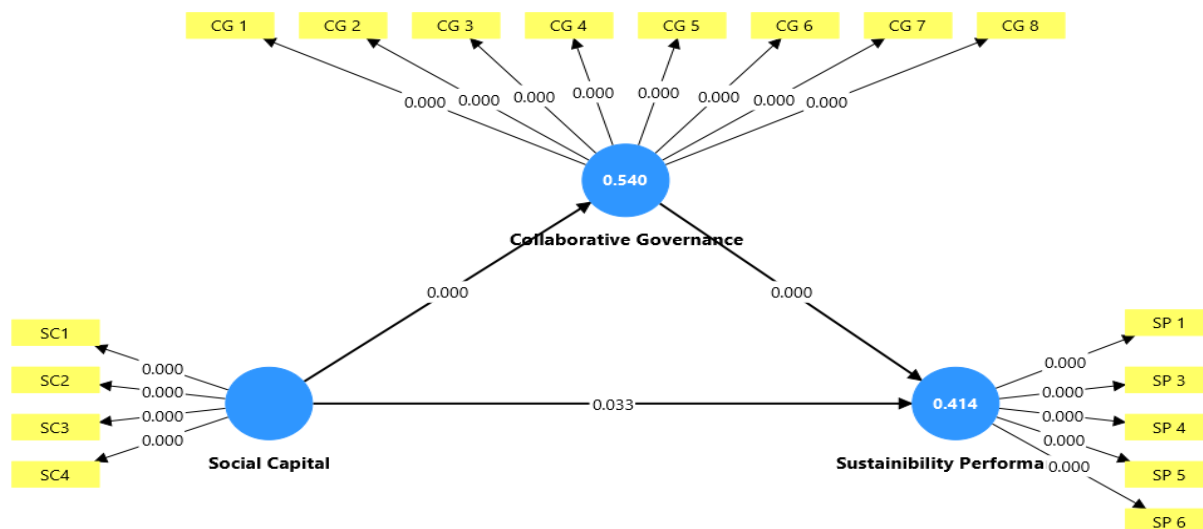 CG 1 CG 2 CG 3 CG 4 CG 5 CG 6 CG 7 CG 8
0.000 0.000 0.000 0.000 0.000 0.000 0.000 0.000
0.540
Collaborative Governance
0.000 0.000
SC1
SC2
SC3
SC4
0.000
0.000
0.000
0.000
Social Capital
0.033
0.414
Sustainibility Performa
0.000
0.000
0.000
0.000
0.000
SP 1
SP 3
SP 4
SP 5
SP 6